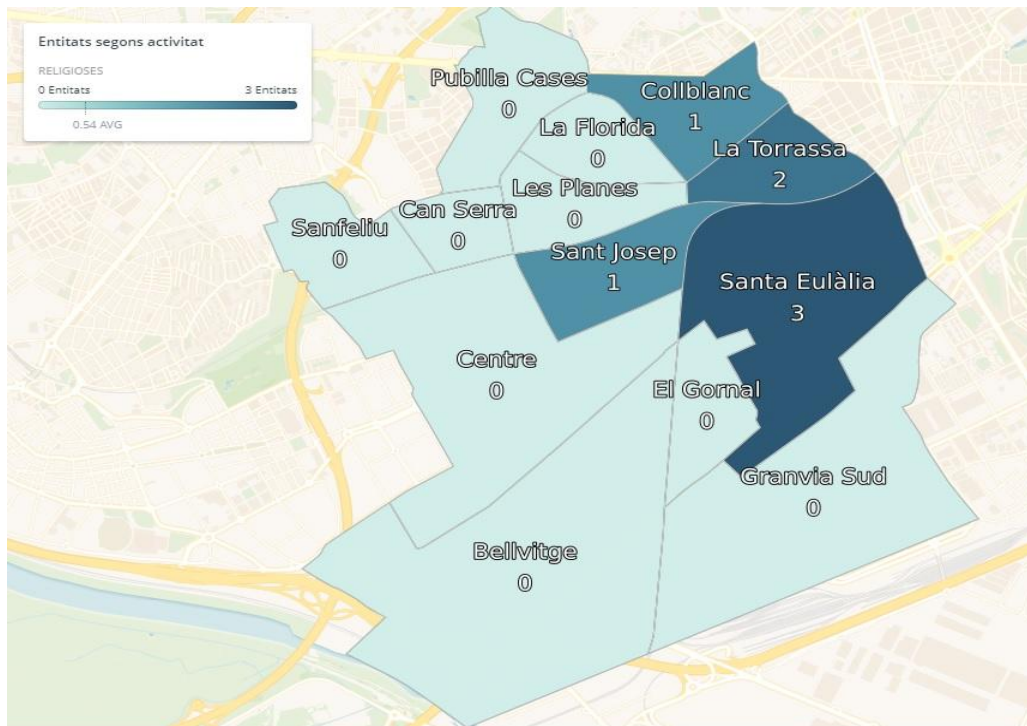 Entitats segons activitat
RELIGIOSES
0 Entitats 3 Entitats
0.54 AVG
Pubilla Cases
0
Collblanc
1
La Florida
0
La Torrassa
2
Les Planes
0
Can Serra
0
Sanfeliu
0
Sant Josep
1
Santa Eulàlia
3
Centre
0
El Gornal
0
Granvia Sud
0
Bellvitge
0